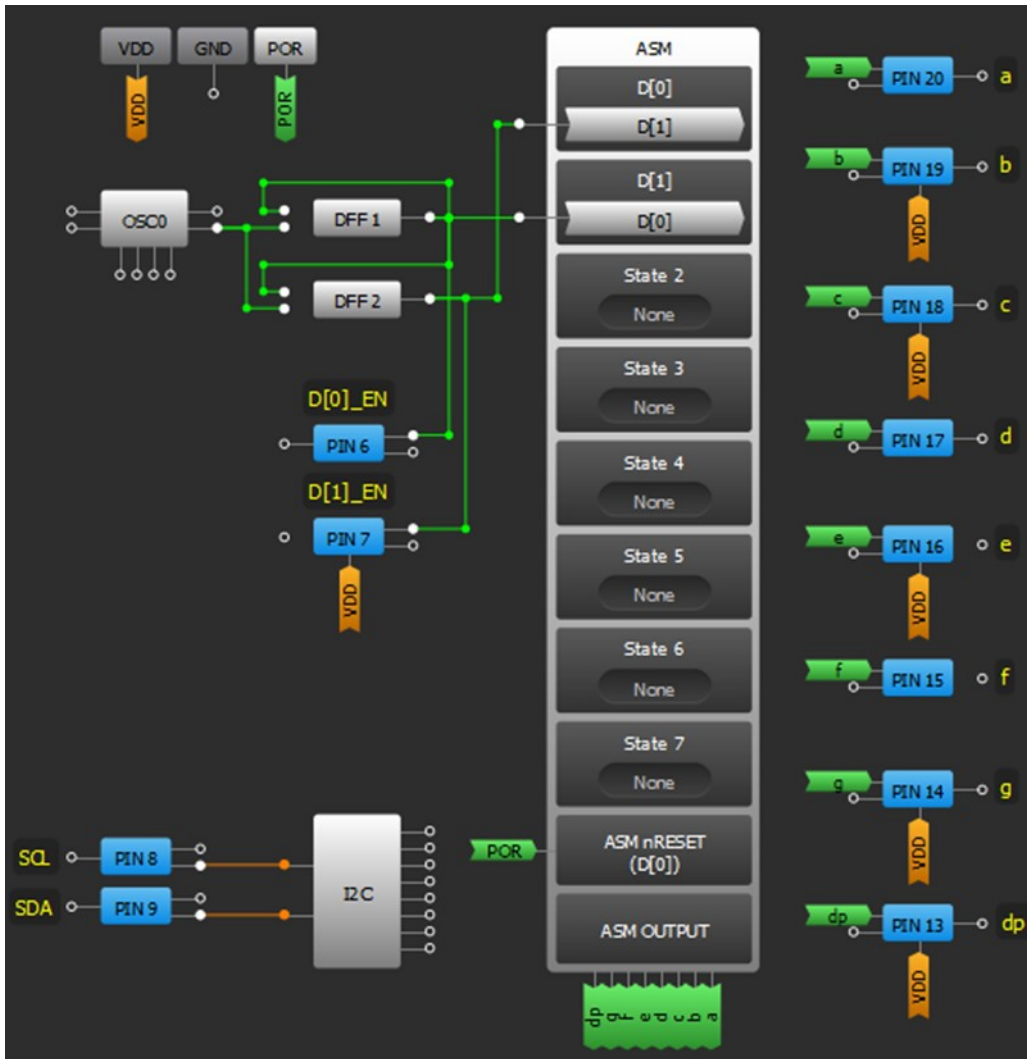 VDD
GND
POR
VDD
POR
OSC0
DFF 1
DFF 2
D[0]_EN
PIN 6
D[1]_EN
PIN 7
VDD
SCL
PIN 8
SDA
PIN 9
I2C
ASM
D[0]
D[1]
D[1]
D[0]
State 2
None
State 3
None
State 4
None
State 5
None
State 6
None
State 7
None
POR
ASM nRESET
(D[0])
ASM OUTPUT
dp
g
f
e
d
c
b
a
a
PIN 20
a
b
PIN 19
b
VDD
c
PIN 18
c
VDD
d
PIN 17
d
e
PIN 16
e
VDD
f
PIN 15
f
g
PIN 14
g
VDD
dp
PIN 13
dp
VDD